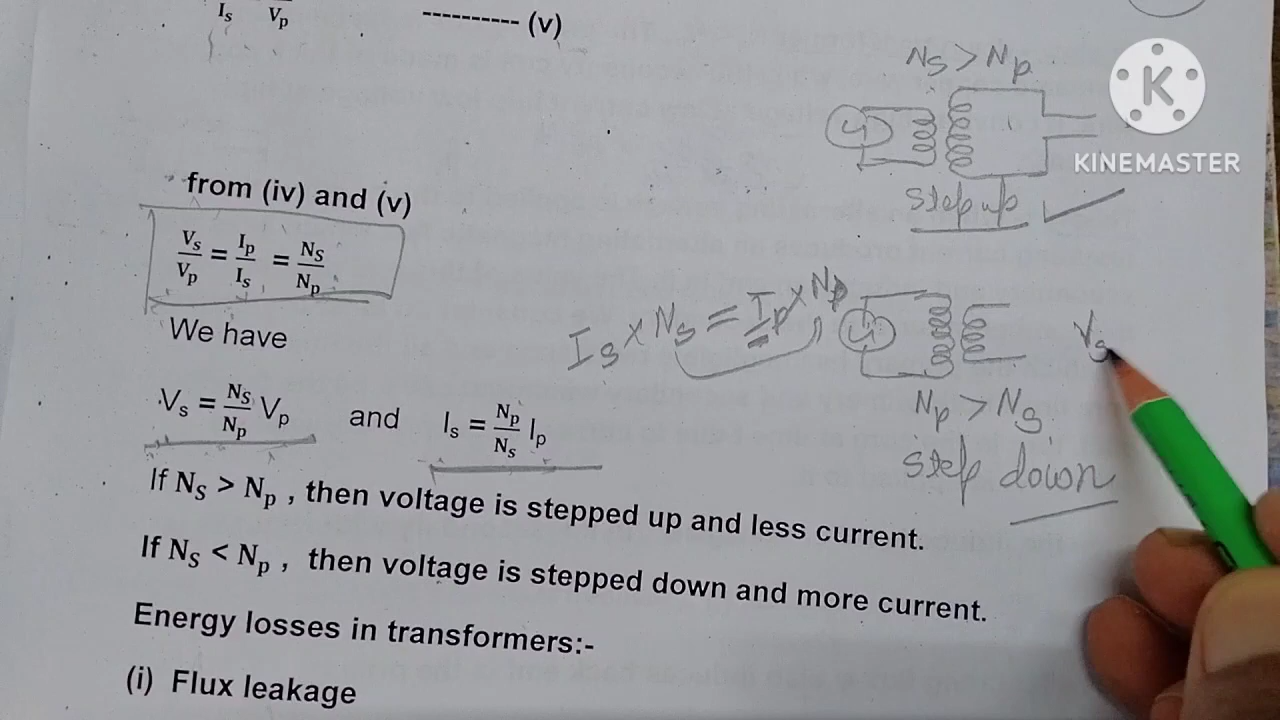 Is Vp ---------- (v)
Ns > Np
KINEMASTER
step up
from (iv) and (v)
Vs/Vp = Ip/Is = Ns/Np
We have
Is × Ns = Ip × Np
Vs
Vs = Ns/Np Vp and Is = Np/Ns Ip
Np > Ns
step down
If Ns > Np , then voltage is stepped up and less current.
If Ns < Np , then voltage is stepped down and more current.
Energy losses in transformers:-
(i) Flux leakage